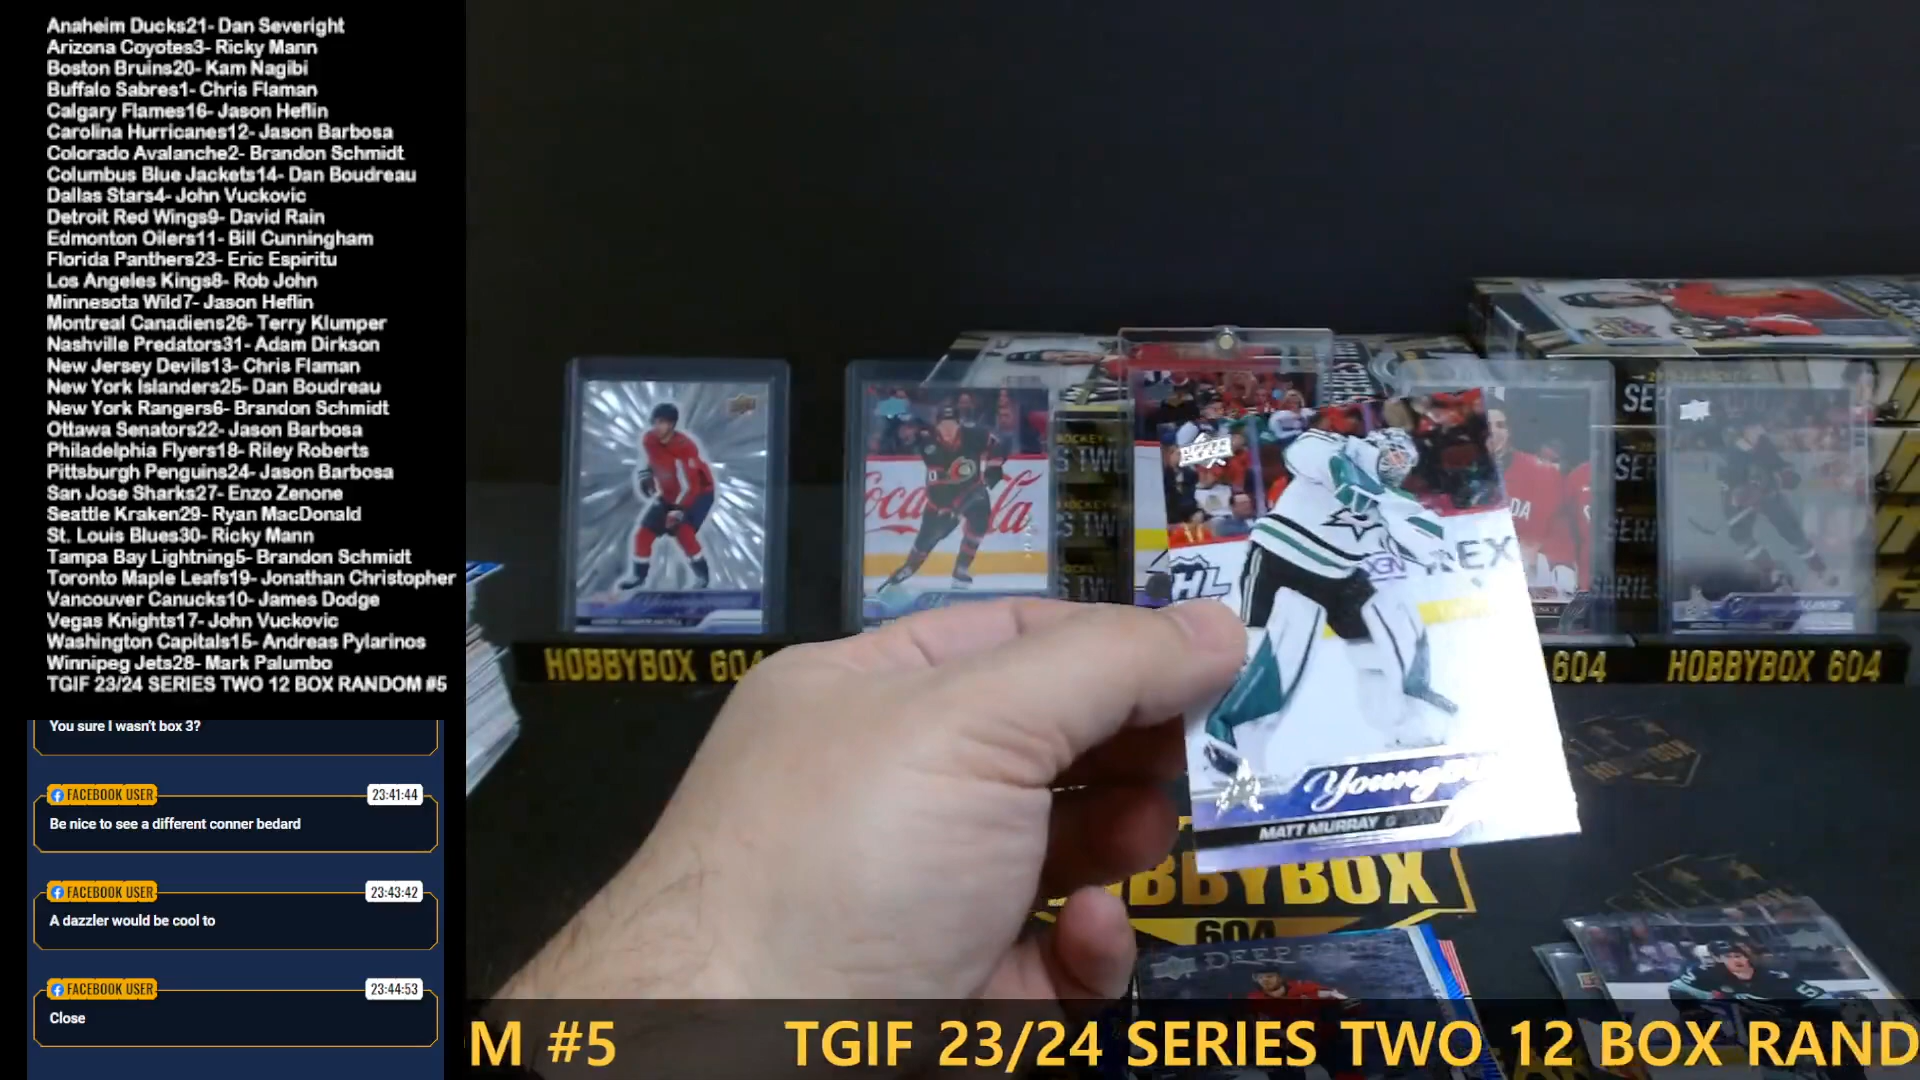 Anaheim Ducks21- Dan Severight
Arizona Coyotes3- Ricky Mann
Boston Bruins20- Kam Nagibi
Buffalo Sabres1- Chris Flaman
Calgary Flames16- Jason Heflin
Carolina Hurricanes12- Jason Barbosa
Colorado Avalanche2- Brandon Schmidt
Columbus Blue Jackets14- Dan Boudreau
Dallas Stars4- John Vuckovic
Detroit Red Wings9- David Rain
Edmonton Oilers11- Bill Cunningham
Florida Panthers23- Eric Espiritu
Los Angeles Kings8- Rob John
Minnesota Wild7- Jason Heflin
Montreal Canadiens26- Terry Klumper
Nashville Predators31- Adam Dirkson
New Jersey Devils13- Chris Flaman
New York Islanders25- Dan Boudreau
New York Rangers6- Brandon Schmidt
Ottawa Senators22- Jason Barbosa
Philadelphia Flyers18- Riley Roberts
Pittsburgh Penguins24- Jason Barbosa
San Jose Sharks27- Enzo Zenone
Seattle Kraken29- Ryan MacDonald
St. Louis Blues30- Ricky Mann
Tampa Bay Lightning5- Brandon Schmidt
Toronto Maple Leafs19- Jonathan Christopher
Vancouver Canucks10- James Dodge
Vegas Knights17- John Vuckovic
Washington Capitals15- Andreas Pylarinos
Winnipeg Jets28- Mark Palumbo
TGIF 23/24 SERIES TWO 12 BOX RANDOM #5
You sure I wasn't box 3?
FACEBOOK USER 23:41:44
Be nice to see a different conner bedard
FACEBOOK USER 23:43:42
A dazzler would be cool to
FACEBOOK USER 23:44:53
Close
HOBBYBOX 604
604
HOBBYBOX 604
Young
MATT MURRAY G
HOBBYBOX
604
M #5 TGIF 23/24 SERIES TWO 12 BOX RAND